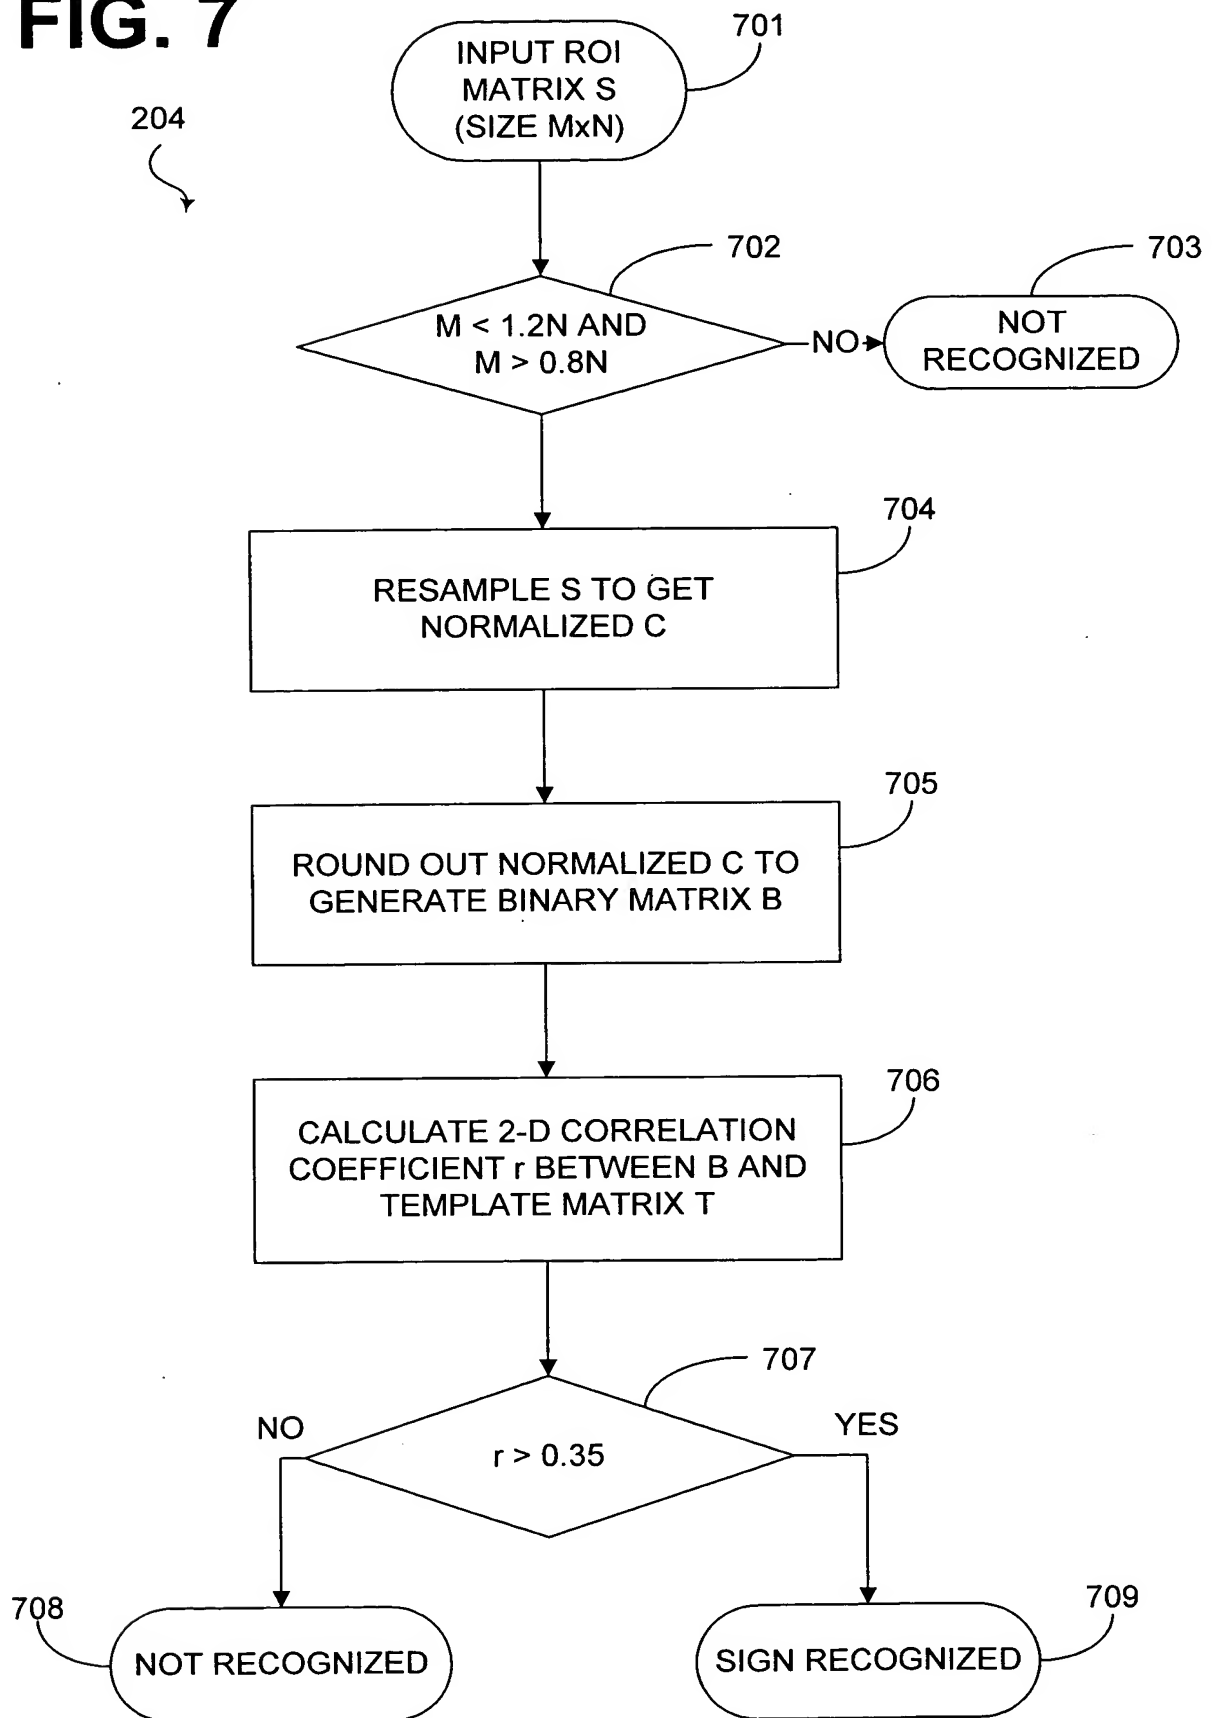 FIG. 7
701
INPUT ROI
MATRIX S
(SIZE MxN)
204
702
703
M < 1.2N AND
M > 0.8N
NO
NOT
RECOGNIZED
704
RESAMPLE S TO GET
NORMALIZED C
705
ROUND OUT NORMALIZED C TO
GENERATE BINARY MATRIX B
706
CALCULATE 2-D CORRELATION
COEFFICIENT r BETWEEN B AND
TEMPLATE MATRIX T
707
NO
YES
r > 0.35
708
709
NOT RECOGNIZED
SIGN RECOGNIZED